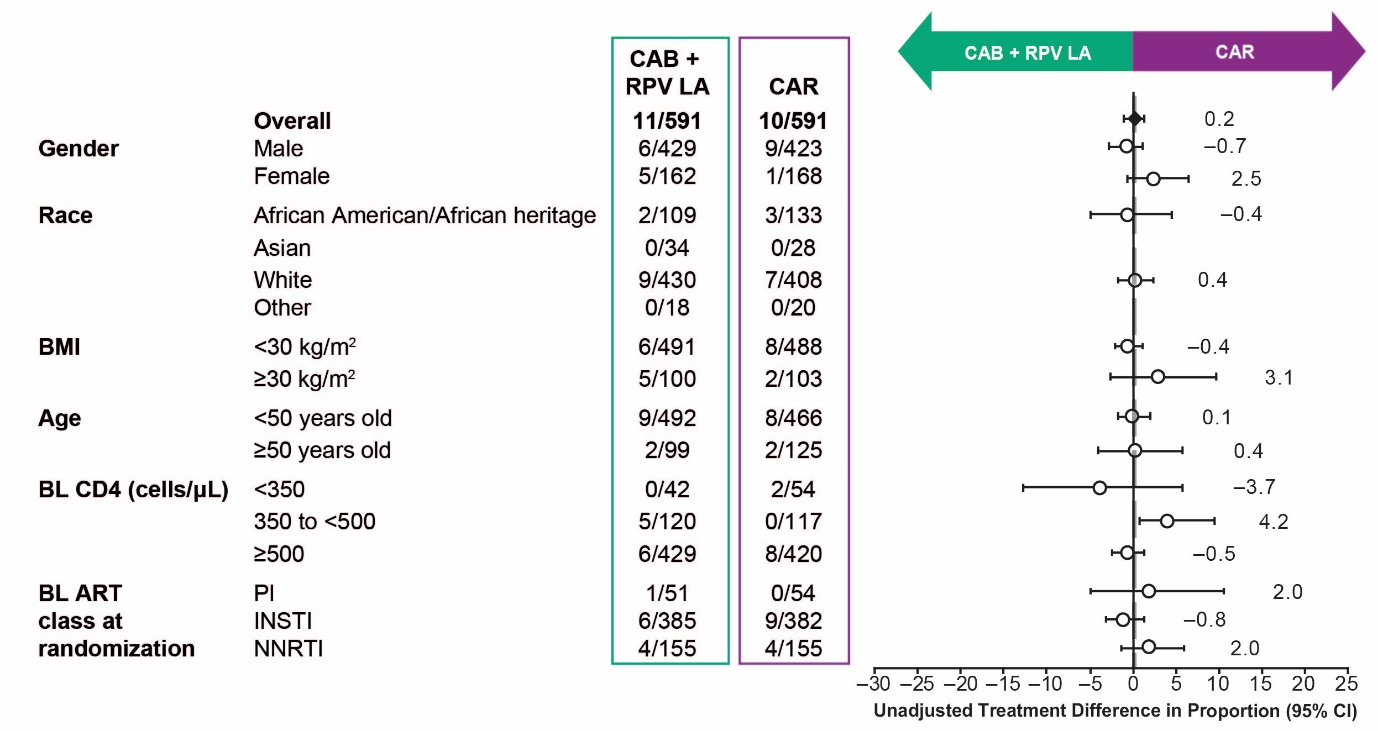 CAB + RPV LA CAR
CAB + RPV LA CAR
Overall 11/591 10/591 0.2
Gender Male 6/429 9/423 –0.7
Female 5/162 1/168 2.5
Race African American/African heritage 2/109 3/133 –0.4
Asian 0/34 0/28
White 9/430 7/408 0.4
Other 0/18 0/20
BMI <30 kg/m² 6/491 8/488 –0.4
≥30 kg/m² 5/100 2/103 3.1
Age <50 years old 9/492 8/466 0.1
≥50 years old 2/99 2/125 0.4
BL CD4 (cells/µL) <350 0/42 2/54 –3.7
350 to <500 5/120 0/117 4.2
≥500 6/429 8/420 –0.5
BL ART PI 1/51 0/54 2.0
class at INSTI 6/385 9/382 –0.8
randomization NNRTI 4/155 4/155 2.0
–30 –25 –20 –15 –10 –5 0 5 10 15 20 25
Unadjusted Treatment Difference in Proportion (95% CI)